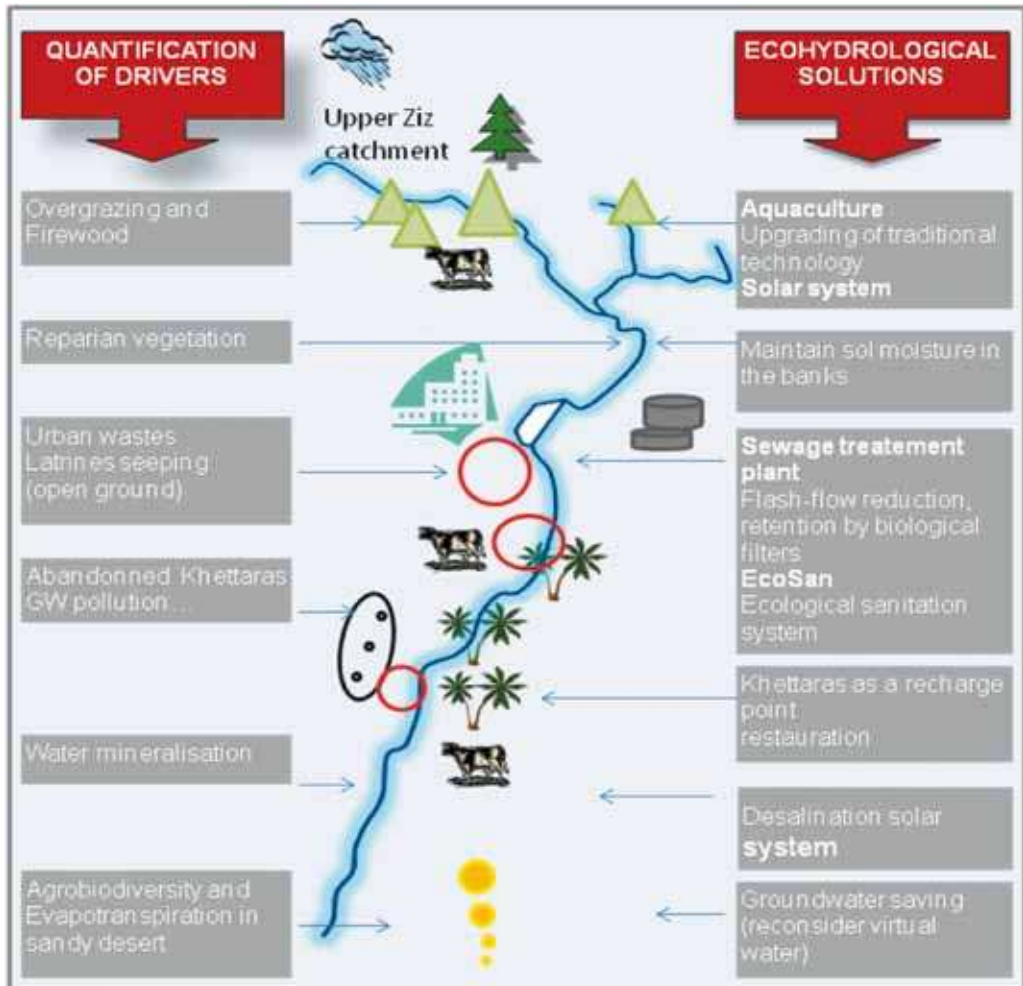 QUANTIFICATION
OF DRIVERS
Overgrazing and
Firewood
Reparian vegetation
Urban wastes
Latrines seeping
(open ground)
Abandonned Khettaras
GW pollution...
Water mineralisation
Agrobiodiversity and
Evapotranspiration in
sandy desert
Upper Ziz
catchment
ECOHYDROLOGICAL
SOLUTIONS
Aquaculture
Upgrading of traditional
technology
Solar system
Maintain sol moisture in
the banks
Sewage treatement
plant
Flash-flow reduction,
retention by biological
filters
EcoSan
Ecological sanitation
system
Khettaras as a recharge
point
restauration
Desalination solar
system
Groundwater saving
(reconsider virtual
water)